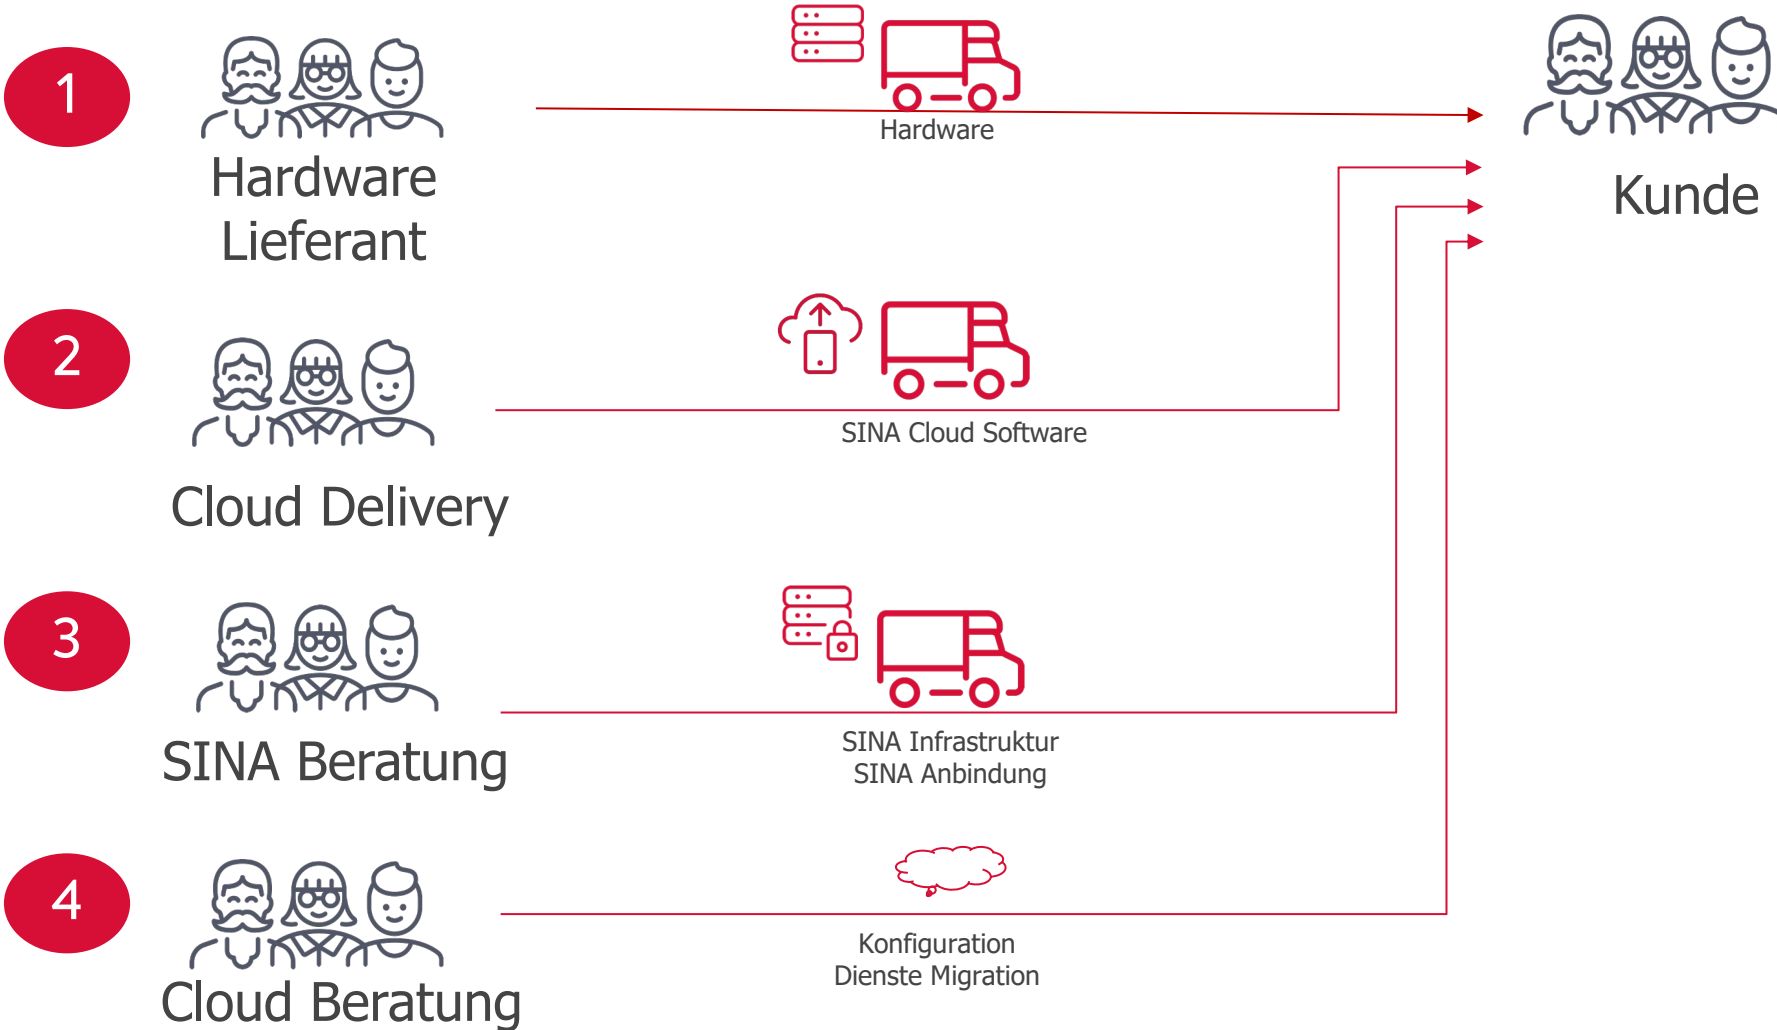 1
Hardware
Lieferant
Hardware
Kunde
2
Cloud Delivery
SINA Cloud Software
3
SINA Beratung
SINA Infrastruktur
SINA Anbindung
4
Cloud Beratung
Konfiguration
Dienste Migration